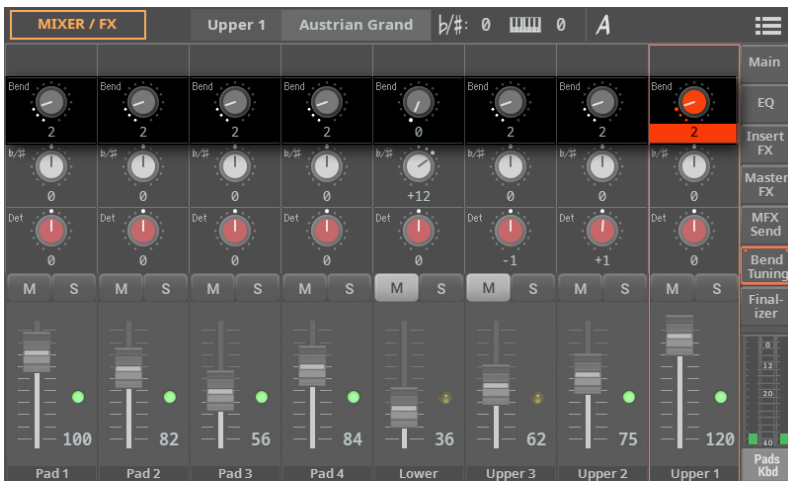 MIXER / FX
Upper 1
Austrian Grand
♭/♯: 0
0
A
Main
Bend Bend Bend Bend Bend Bend Bend Bend
2 2 2 2 0 2 2 2
EQ
♭/♯ ♭/♯ ♭/♯ ♭/♯ ♭/♯ ♭/♯ ♭/♯ ♭/♯
0 0 0 0 +12 0 0 0
Insert
FX
Master
FX
Det Det Det Det Det Det Det Det
0 0 0 0 0 -1 +1 0
MFX
Send
Bend
Tuning
M S M S M S M S M S M S M S M S
Final-
izer
0
12
20
40
100 82 56 84 36 62 75 120
Pad 1 Pad 2 Pad 3 Pad 4 Lower Upper 3 Upper 2 Upper 1
Pads
Kbd